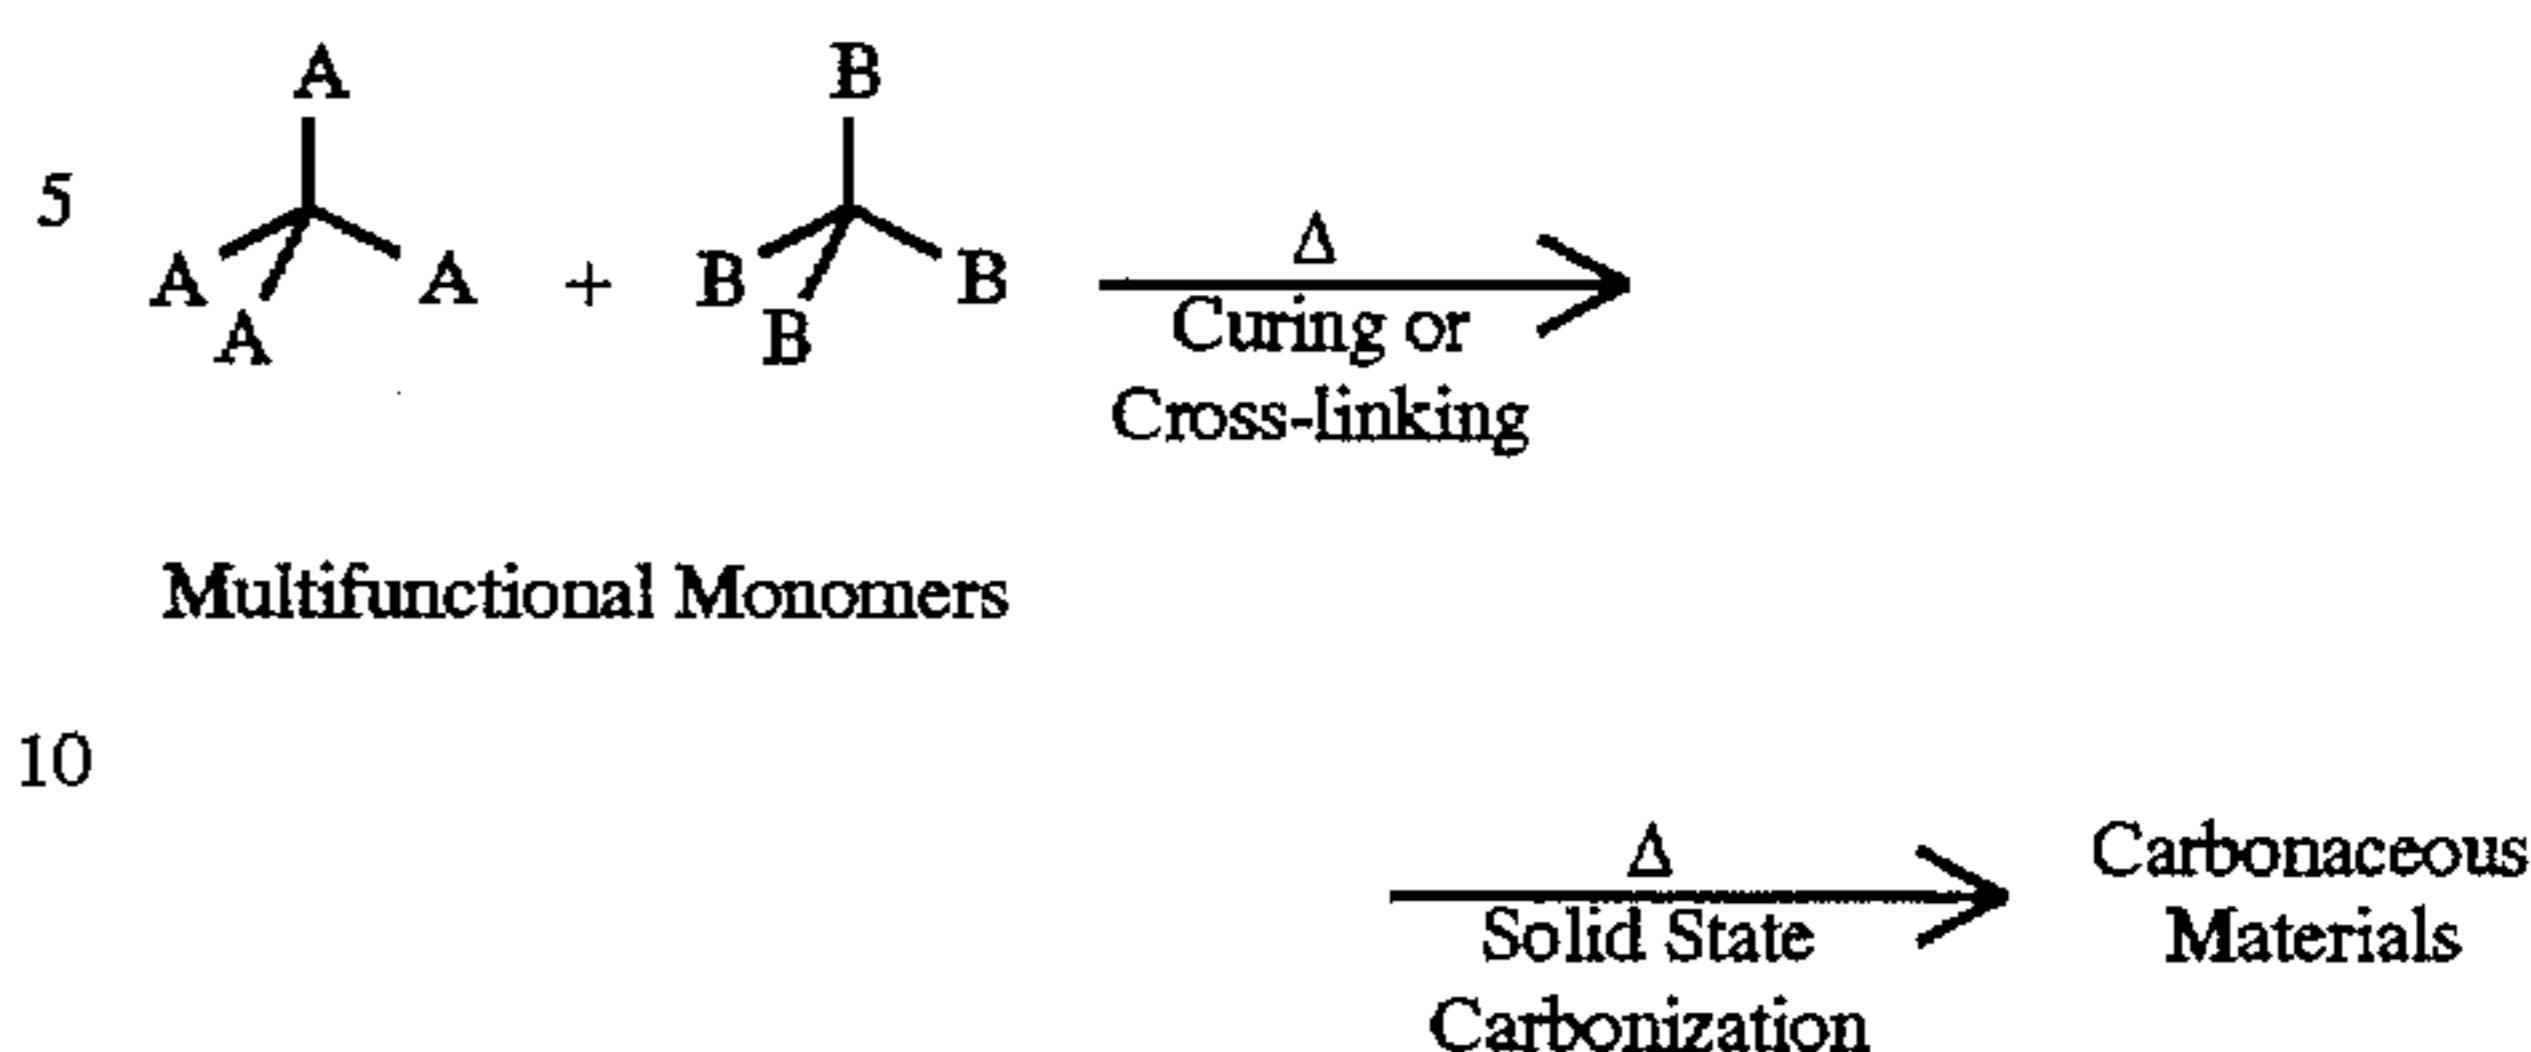 A B
5
A A + B B Δ
A B Curing or
Cross-linking
Multifunctional Monomers
10
Δ Carbonaceous
Solid State Materials
Carbonization